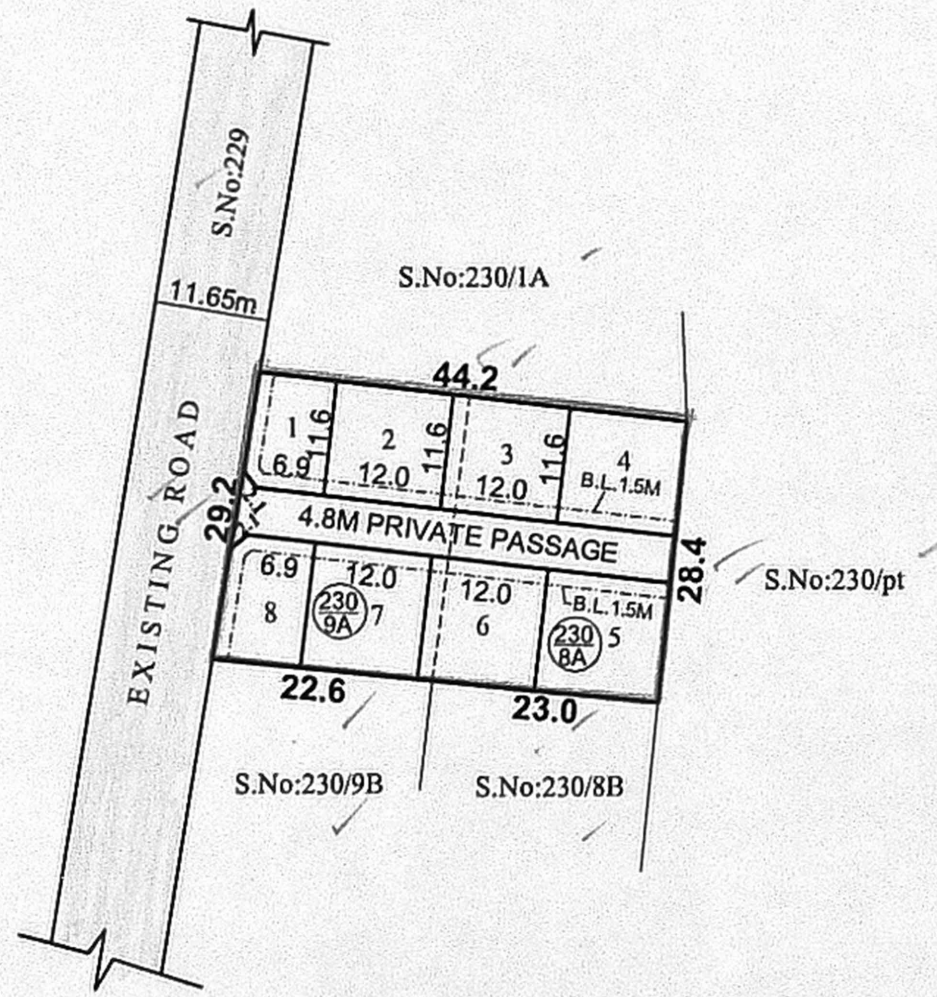 S.No:229
11.65m
EXISTING ROAD
S.No:230/1A
44.2
1
11.6
6.9
2
11.6
12.0
3
11.6
12.0
4
B.L.1.5M
29.2
4.8M PRIVATE PASSAGE
28.4
S.No:230/pt
6.9
8
12.0
230
9A
7
12.0
6
B.L.1.5M
230
8A
5
22.6
23.0
S.No:230/9B
S.No:230/8B